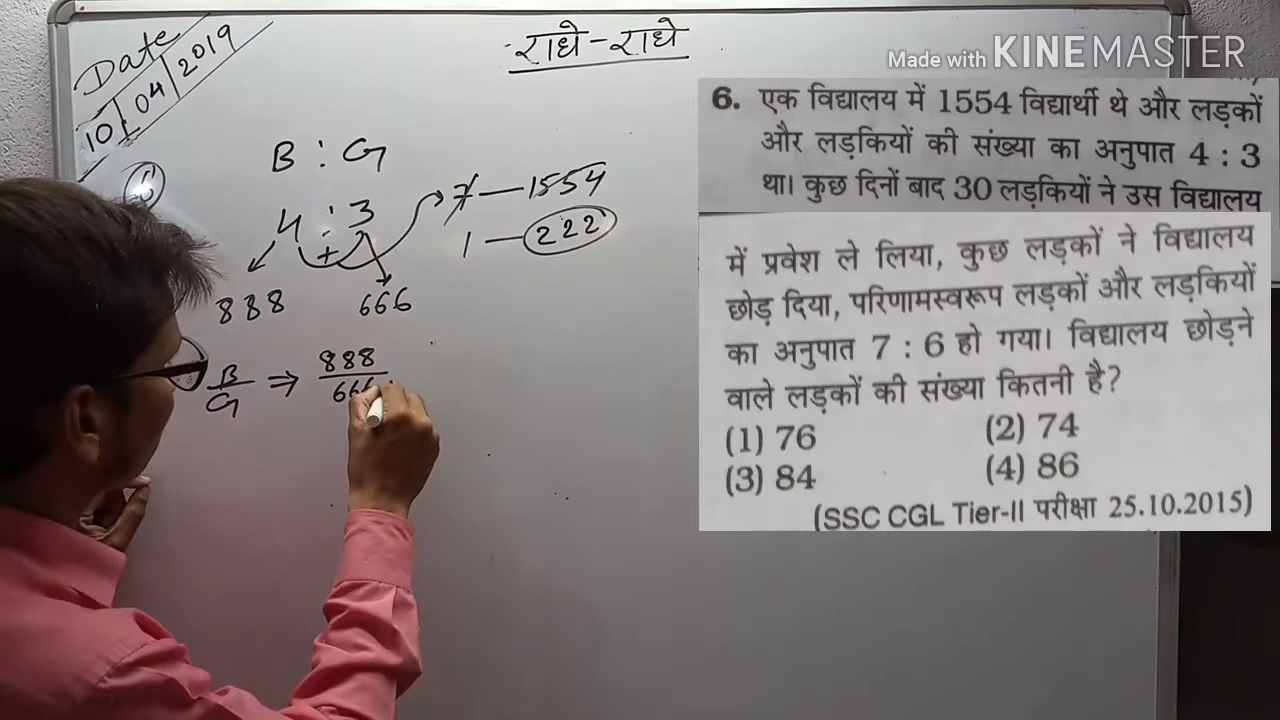 Date
10/04/2019
राधे-राधे
Made with KINEMASTER
6. एक विद्यालय में 1554 विद्यार्थी थे और लड़कों
और लड़कियों की संख्या का अनुपात 4 : 3
था। कुछ दिनों बाद 30 लड़कियों ने उस विद्यालय
में प्रवेश ले लिया, कुछ लड़कों ने विद्यालय
छोड़ दिया, परिणामस्वरूप लड़कों और लड़कियों
का अनुपात 7 : 6 हो गया। विद्यालय छोड़ने
वाले लड़कों की संख्या कितनी है?
(1) 76 (2) 74
(3) 84 (4) 86
(SSC CGL Tier-II परीक्षा 25.10.2015)
B : G
4 : 3
+
7 — 1554
1 — 222
888 666
B/G ⇒ 888/666